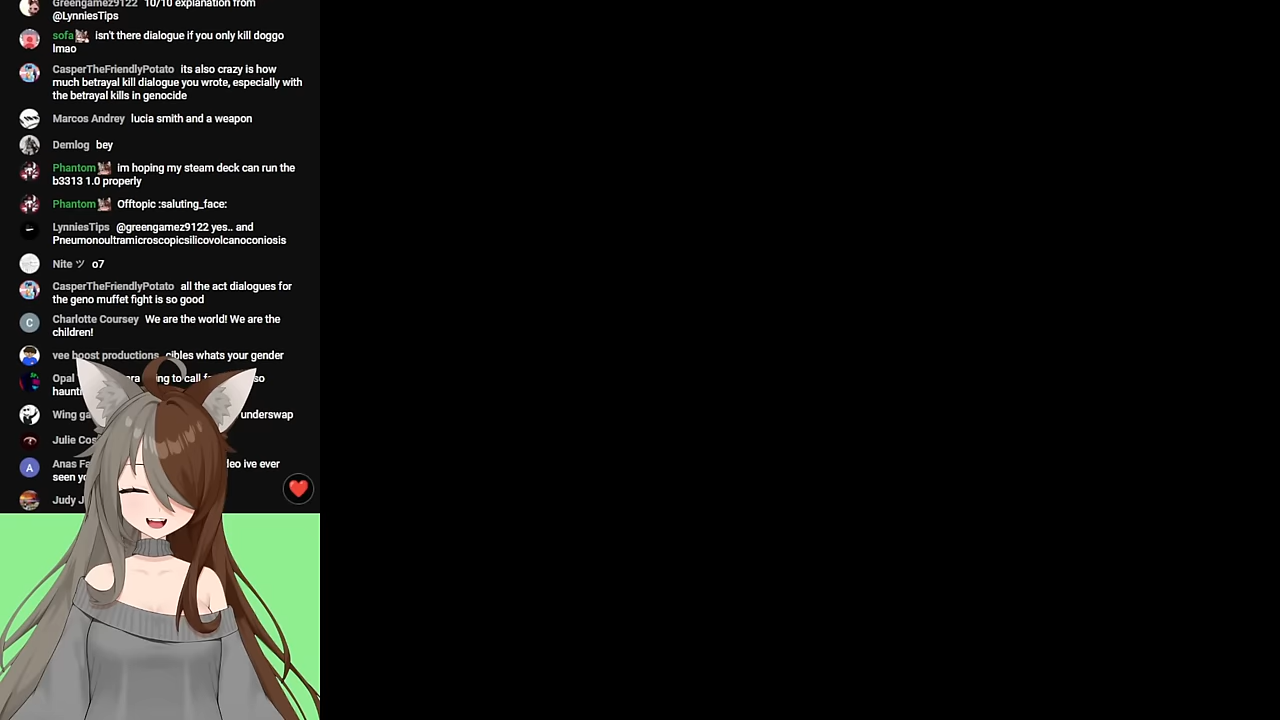 Greengamez9122 10/10 explanation from
@LynniesTips
sofa isn't there dialogue if you only kill doggo
lmao
CasperTheFriendlyPotato its also crazy is how
much betrayal kill dialogue you wrote, especially with
the betrayal kills in genocide
Marcos Andrey lucia smith and a weapon
Demlog bey
Phantom im hoping my steam deck can run the
b3313 1.0 properly
Phantom Offtopic :saluting_face:
LynniesTips @greengamez9122 yes.. and
Pneumonoultramicroscopicsilicovolcanoconiosis
Nite ツ o7
CasperTheFriendlyPotato all the act dialogues for
the geno muffet fight is so good
C Charlotte Coursey We are the world! We are the
children!
vee boost productions cibles whats your gender
Opal to call so
Wing underswap
Julie
A Anas ive ever
seen
Judy